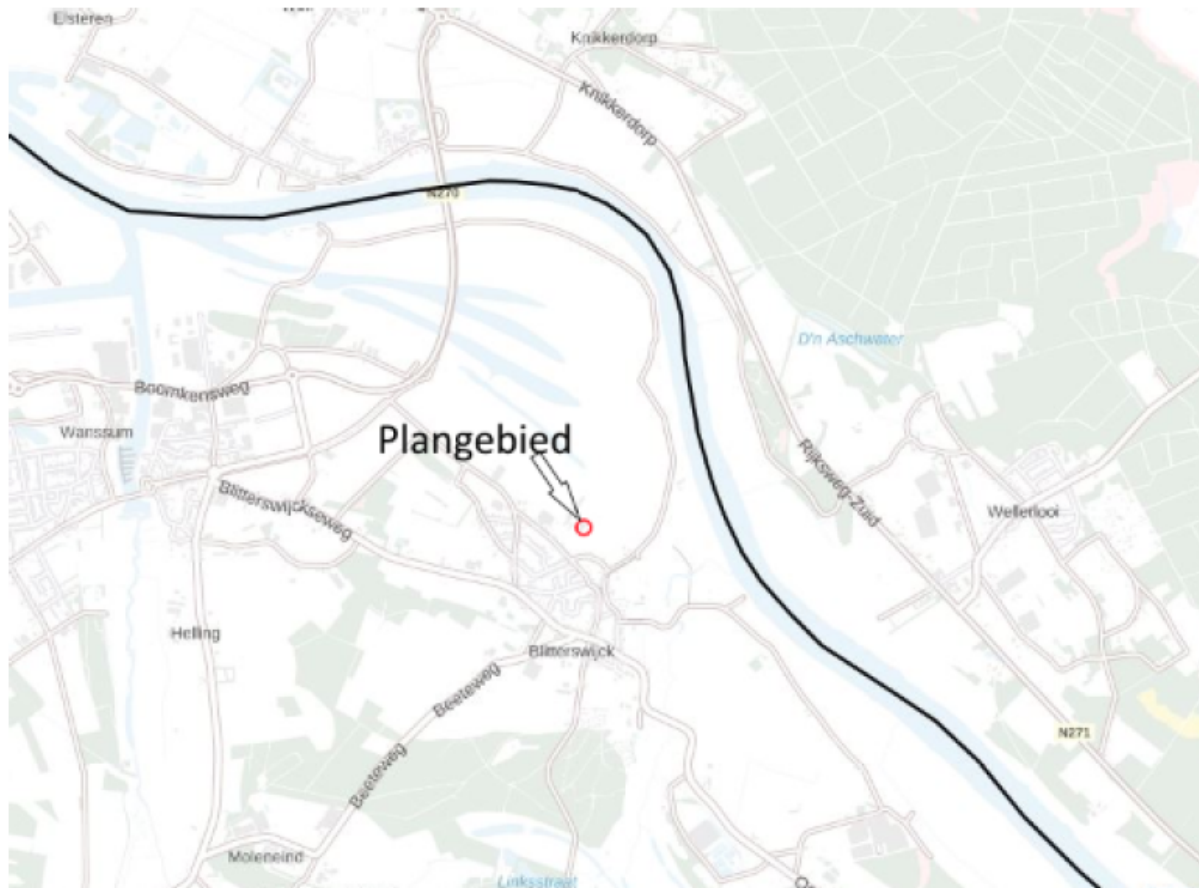 Elsteren
Knikkerdorp
Knikkerdorp
N270
D'n Aschwater
Boomkensweg
Wanssum
Plangebied
Rijksweg-Zuid
Blitterswijckseweg
Wellerlooi
Helling
Blitterswijck
Beeteweg
N271
Beeteweg
Moleneind
Linksstraat